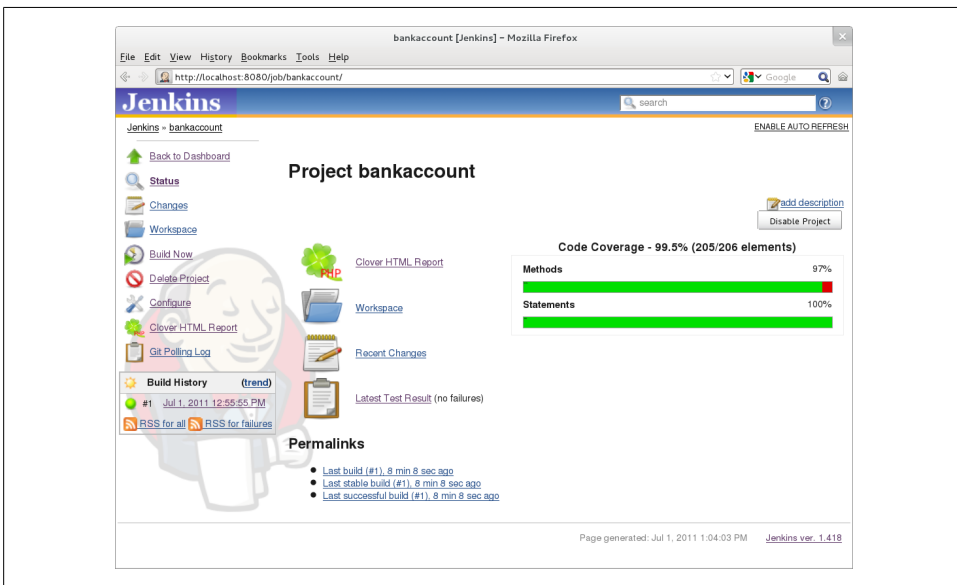 bankaccount [Jenkins] - Mozilla Firefox
File Edit View History Bookmarks Tools Help
http://localhost:8080/job/bankaccount/
Google
Jenkins
search
Jenkins » bankaccount
ENABLE AUTO REFRESH
Back to Dashboard
Status
Changes
Workspace
Build Now
Delete Project
Configure
Clover HTML Report
Git Polling Log
Build History (trend)
#1 Jul 1, 2011 12:55:55 PM
RSS for all RSS for failures
Project bankaccount
add description
Disable Project
PHP
Clover HTML Report
Workspace
Recent Changes
Latest Test Result (no failures)
Code Coverage - 99.5% (205/206 elements)
Methods 97%
Statements 100%
Permalinks
Last build (#1), 8 min 8 sec ago
Last stable build (#1), 8 min 8 sec ago
Last successful build (#1), 8 min 8 sec ago
Page generated: Jul 1, 2011 1:04:03 PM Jenkins ver. 1.418